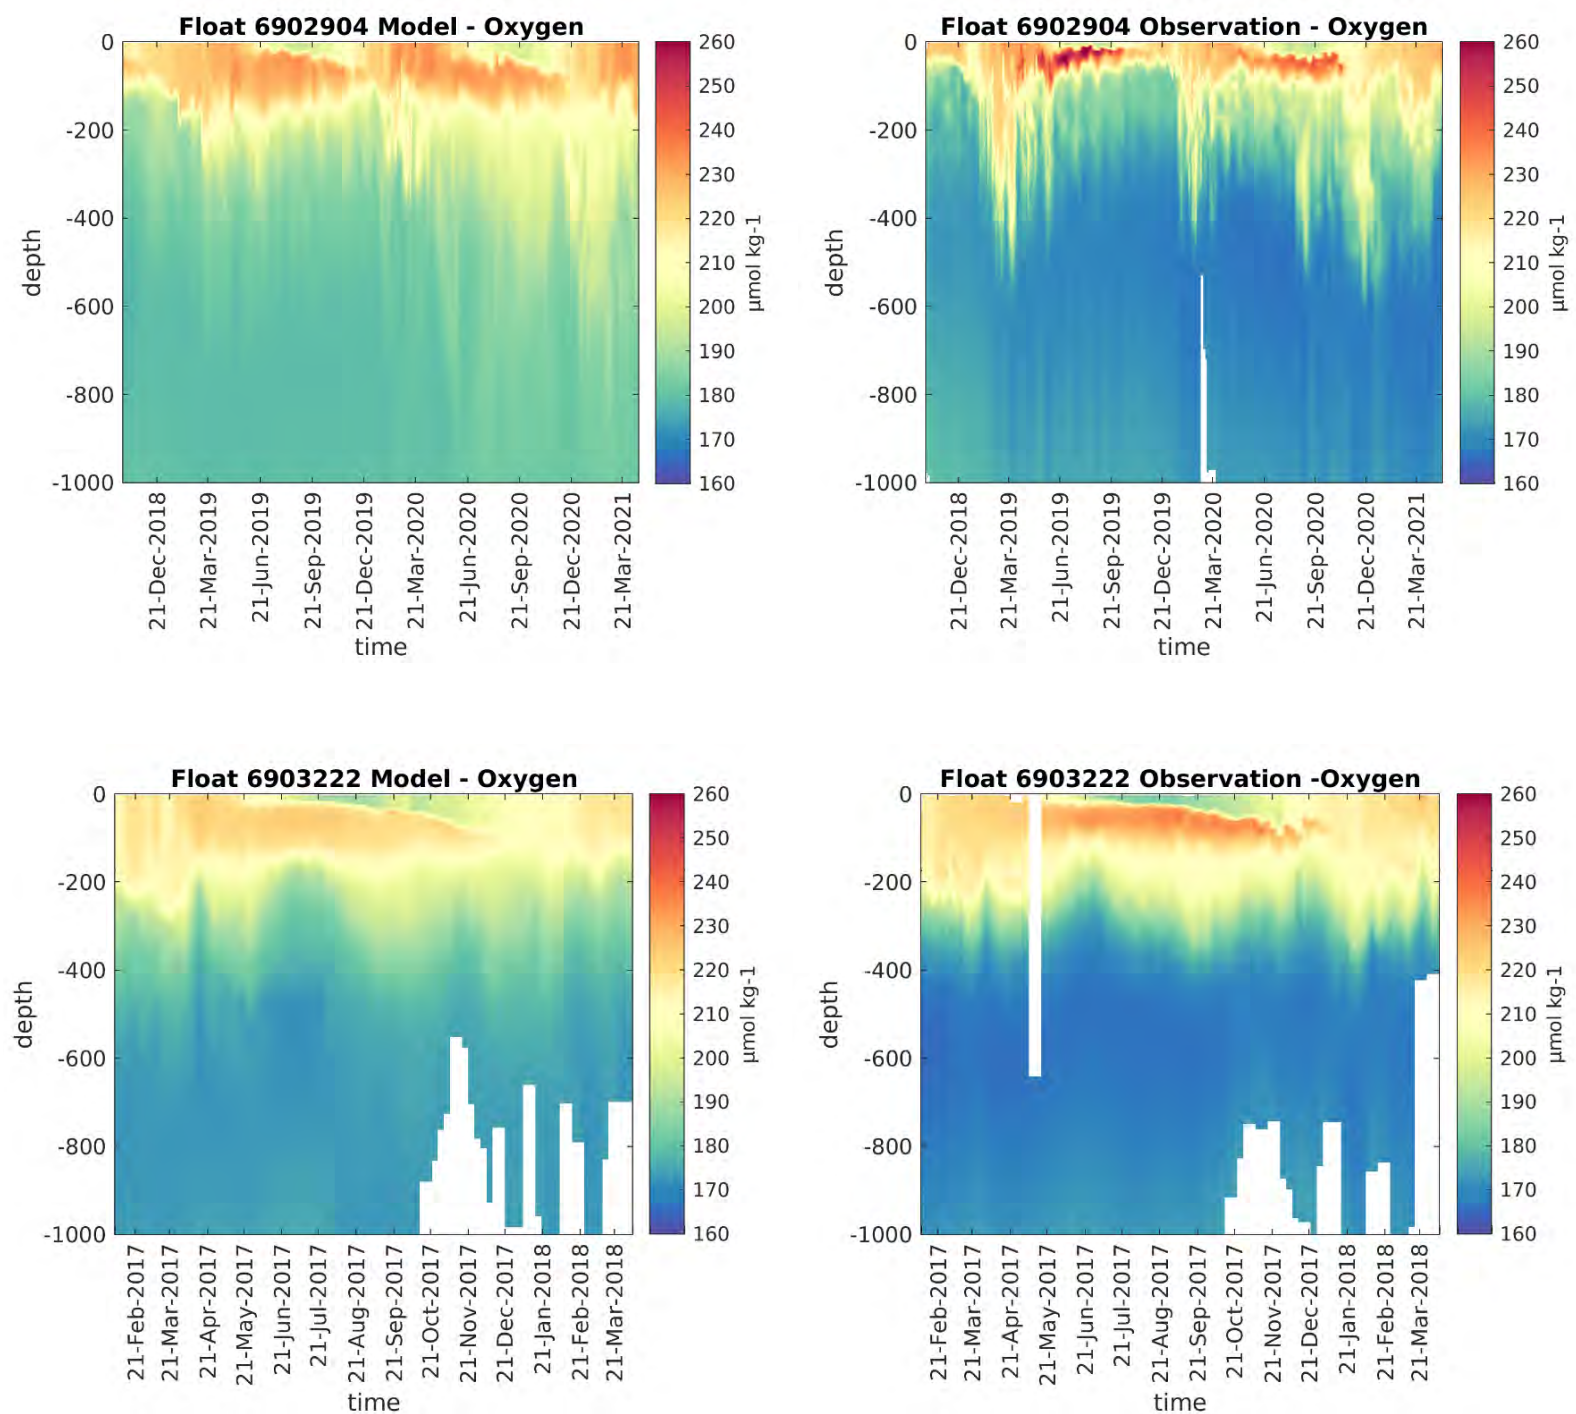 Float 6902904 Model - Oxygen
0
-200
-400
-600
-800
-1000
depth
21-Dec-2018
21-Mar-2019
21-Jun-2019
21-Sep-2019
21-Dec-2019
21-Mar-2020
21-Jun-2020
21-Sep-2020
21-Dec-2020
21-Mar-2021
time
260
250
240
230
220
210
200
190
180
170
160
µmol kg-1
Float 6902904 Observation - Oxygen
0
-200
-400
-600
-800
-1000
depth
21-Dec-2018
21-Mar-2019
21-Jun-2019
21-Sep-2019
21-Dec-2019
21-Mar-2020
21-Jun-2020
21-Sep-2020
21-Dec-2020
21-Mar-2021
time
260
250
240
230
220
210
200
190
180
170
160
µmol kg-1
Float 6903222 Model - Oxygen
0
-200
-400
-600
-800
-1000
depth
21-Feb-2017
21-Mar-2017
21-Apr-2017
21-May-2017
21-Jun-2017
21-Jul-2017
21-Aug-2017
21-Sep-2017
21-Oct-2017
21-Nov-2017
21-Dec-2017
21-Jan-2018
21-Feb-2018
21-Mar-2018
time
260
250
240
230
220
210
200
190
180
170
160
µmol kg-1
Float 6903222 Observation -Oxygen
0
-200
-400
-600
-800
-1000
depth
21-Feb-2017
21-Mar-2017
21-Apr-2017
21-May-2017
21-Jun-2017
21-Jul-2017
21-Aug-2017
21-Sep-2017
21-Oct-2017
21-Nov-2017
21-Dec-2017
21-Jan-2018
21-Feb-2018
21-Mar-2018
time
260
250
240
230
220
210
200
190
180
170
160
µmol kg-1